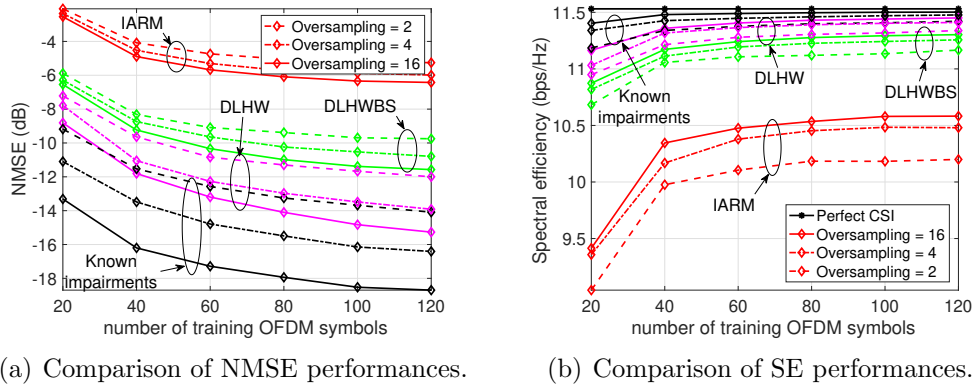 IARM
Oversampling = 2
Oversampling = 4
Oversampling = 16
DLHW
DLHWBS
Known
impairments
NMSE (dB)
-4
-6
-8
-10
-12
-14
-16
-18
20 40 60 80 100 120
number of training OFDM symbols
(a) Comparison of NMSE performances.
11.5
11
10.5
10
9.5
Spectral efficiency (bps/Hz)
Known
impairments
DLHW
DLHWBS
IARM
Perfect CSI
Oversampling = 16
Oversampling = 4
Oversampling = 2
20 40 60 80 100 120
number of training OFDM symbols
(b) Comparison of SE performances.